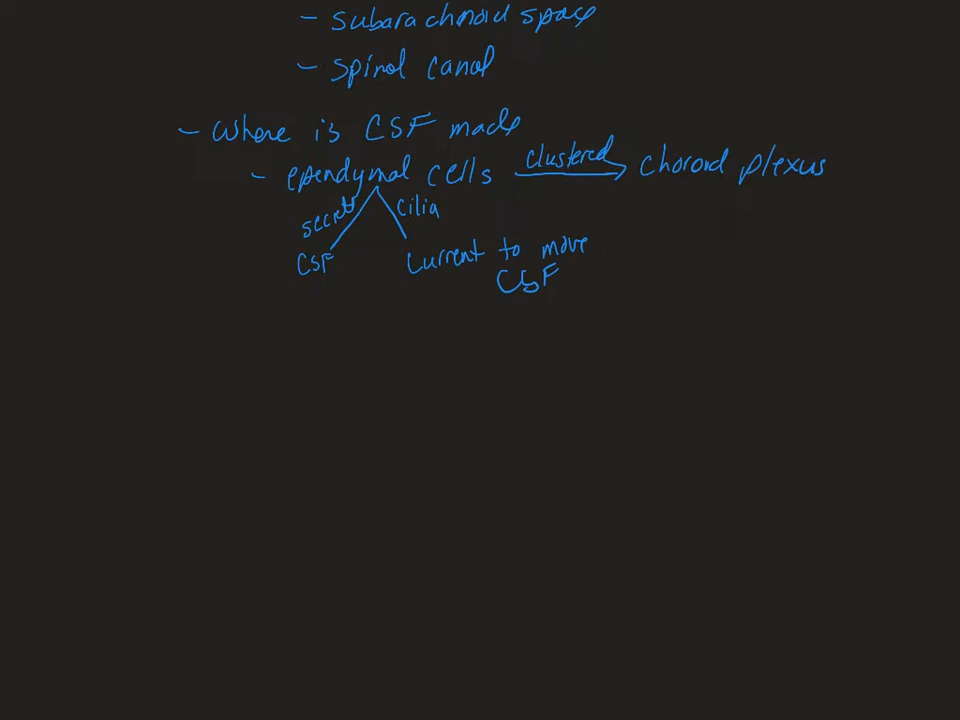 - subarachnoid space
- spinal canal
- Where is CSF made
- ependymal cells clustered choroid plexus
secrete cilia
CSF current to move
CSF